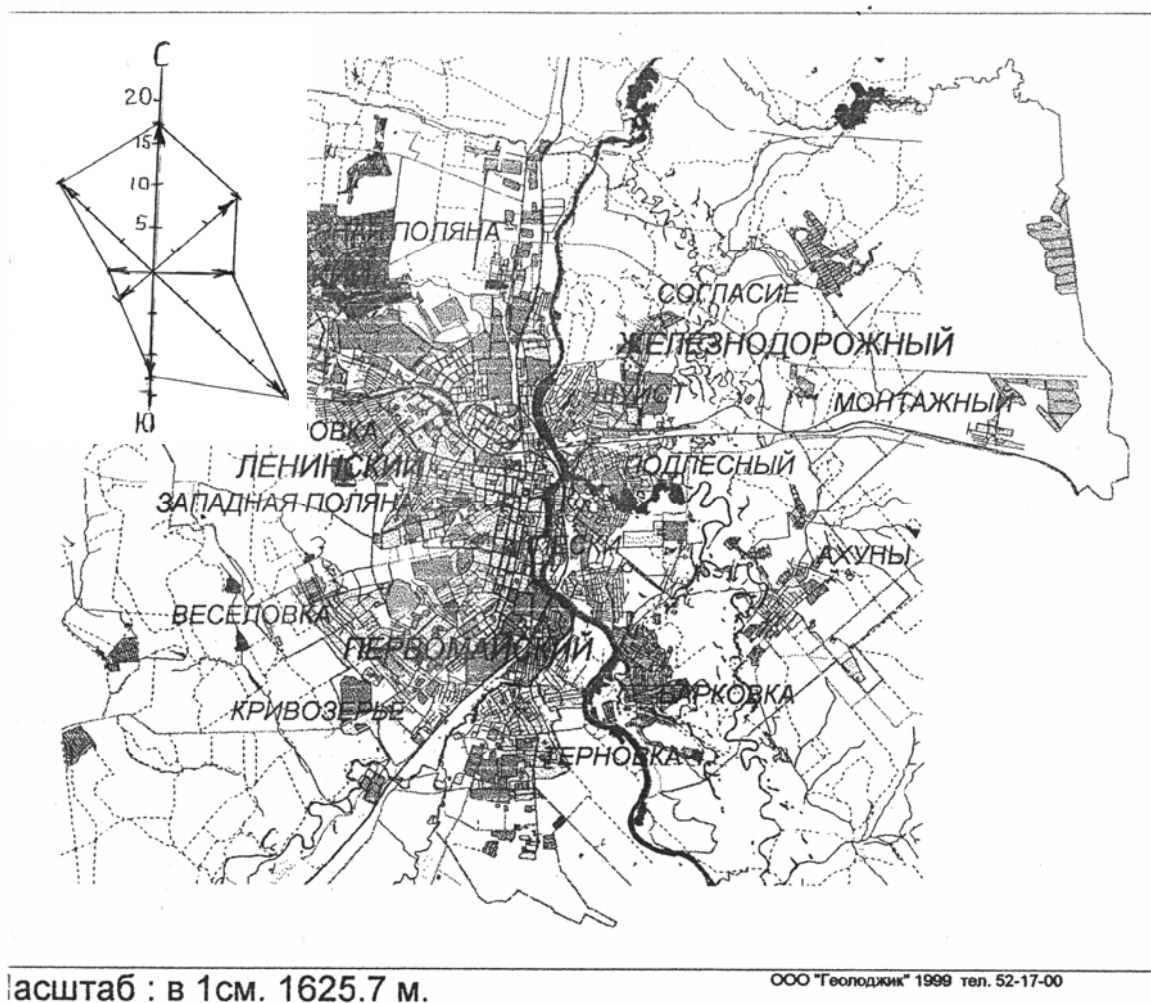 С
20
15
10
5
Ю
ПОЛЯНА
СОГЛАСИЕ
ЖЕЛЕЗНОДОРОЖНЫЙ
МОНТАЖНЫЙ
ОВКА
ЛЕНИНСКИЙ
ПОДЛЕСНЫЙ
ЗАПАДНАЯ ПОЛЯНА
АХУНЫ
ВЕСЕЛОВКА
ПЕРВОМАЙСКИЙ
БАРКОВКА
КРИВОЗЕРЬЕ
ТЕРНОВКА
асштаб : в 1см. 1625.7 м.
ООО "Геолоджик" 1999 тел. 52-17-00